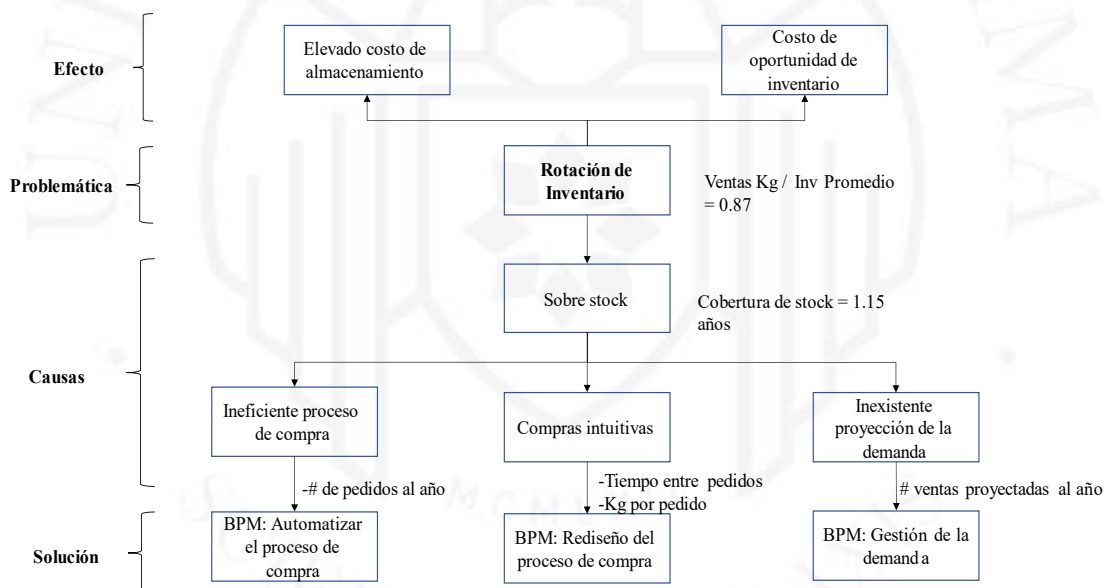 Efecto
Elevado costo de
almacenamiento
Costo de
oportunidad de
inventario
Problemática
Rotación de
Inventario
Ventas Kg / Inv Promedio
= 0.87
Causas
Sobre stock
Cobertura de stock = 1.15
años
Ineficiente proceso
de compra
Compras intuitivas
Inexistente
proyección de la
demanda
-# de pedidos al año
-Tiempo entre pedidos
-Kg por pedido
# ventas proyectadas al año
Solución
BPM: Automatizar
el proceso de
compra
BPM: Rediseño del
proceso de compra
BPM: Gestión de la
demanda